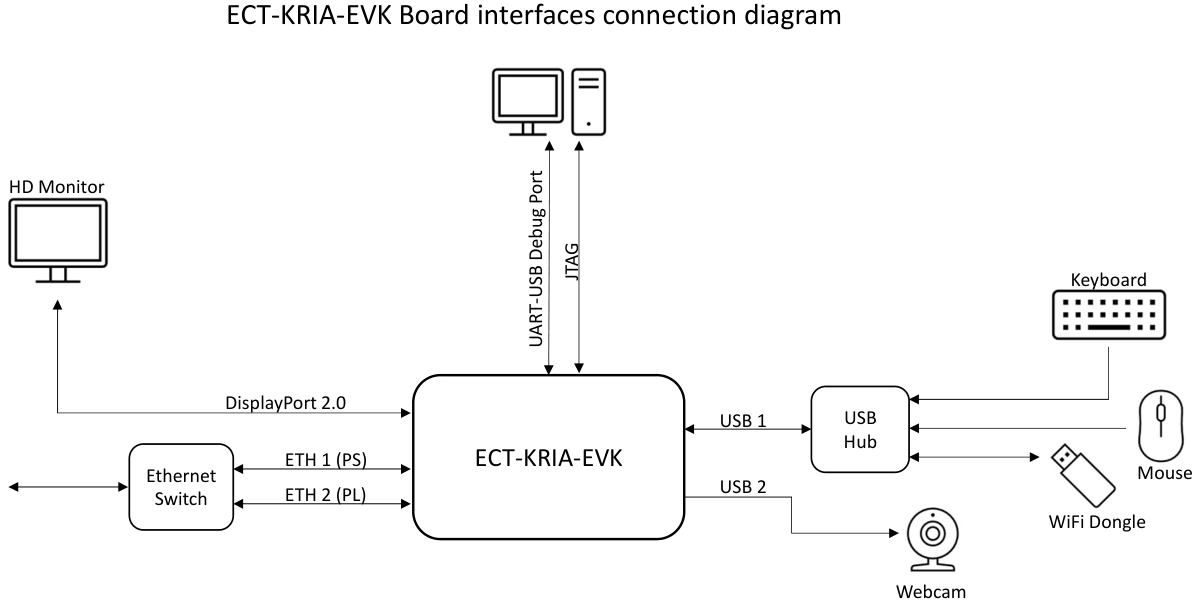 ECT-KRIA-EVK Board interfaces connection diagram
HD Monitor
UART-USB Debug Port
JTAG
Keyboard
DisplayPort 2.0
USB 1
USB
Hub
ECT-KRIA-EVK
ETH 1 (PS)
Ethernet
Switch
ETH 2 (PL)
USB 2
Mouse
WiFi Dongle
Webcam